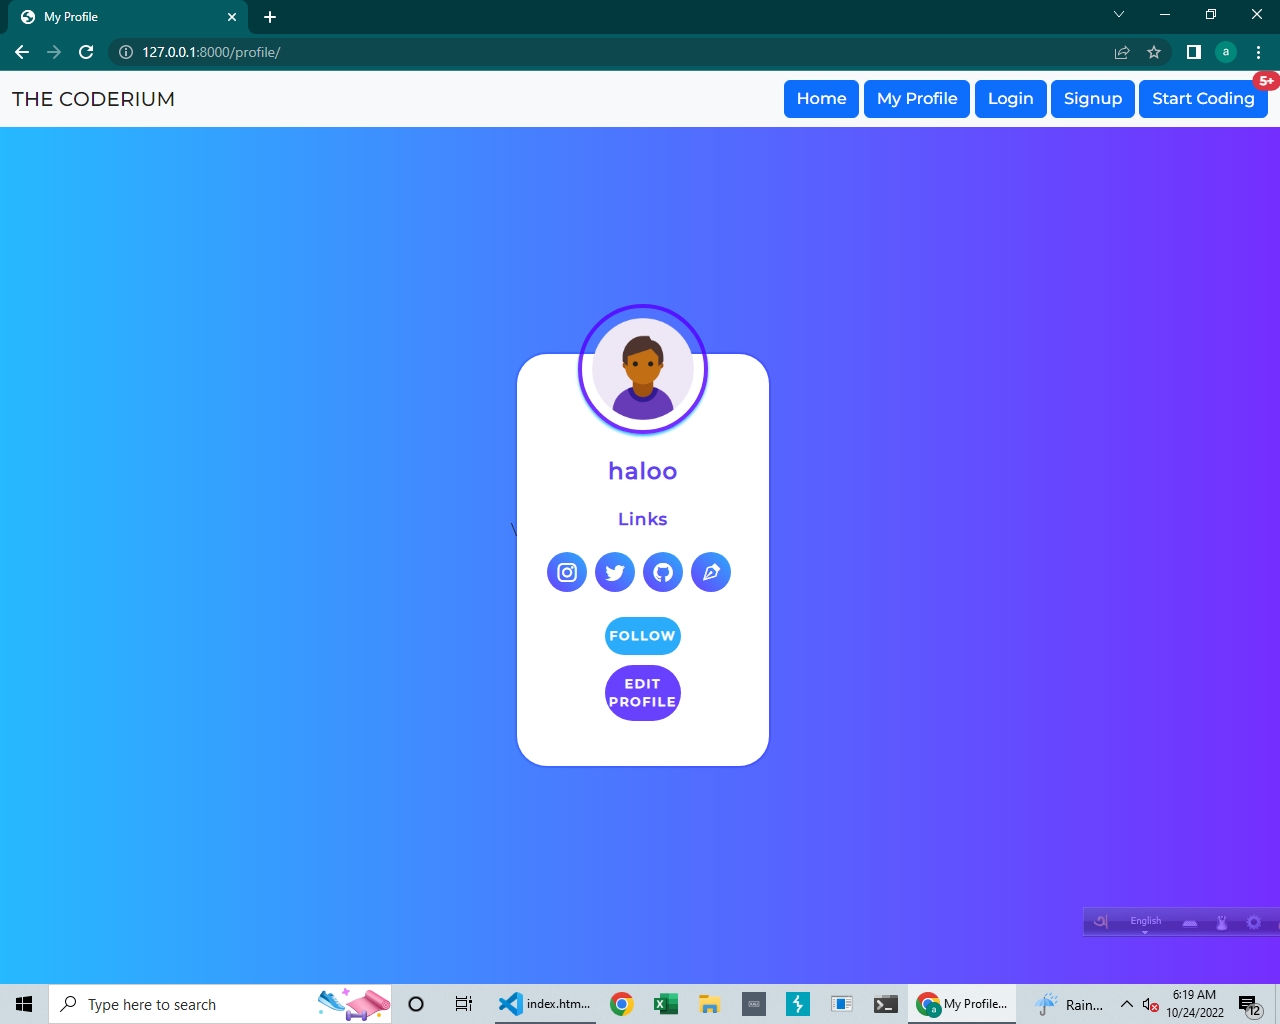 My Profile
127.0.0.1:8000/profile/
a
THE CODERIUM
Home
My Profile
Login
Signup
Start Coding
5+
haloo
Links
\
FOLLOW
EDIT
PROFILE
English
Type here to search
index.htm...
a
My Profile...
Rain...
6:19 AM
10/24/2022
12